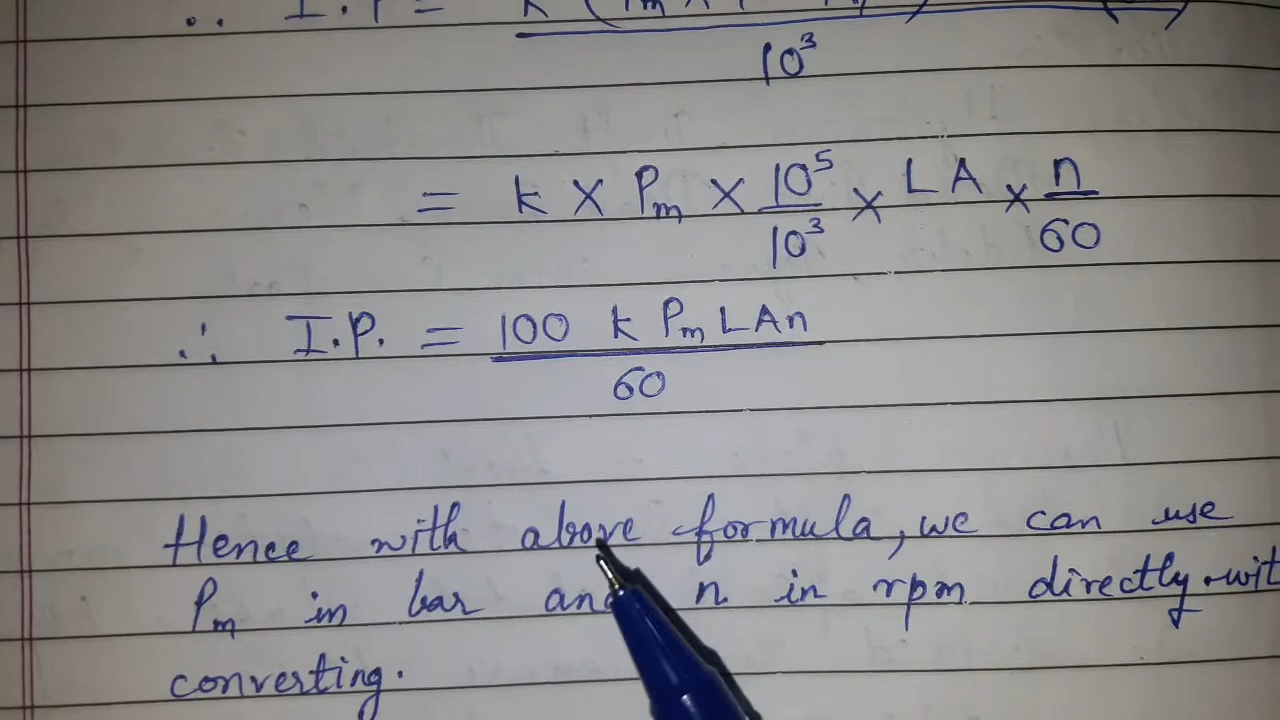 ∴ I.P =
10³
= k × Pm × 10⁵/10³ × LA × n/60
∴ I.P. = 100 k Pm LAn / 60
Hence with above formula, we can use
Pm in bar and n in rpm directly
converting.